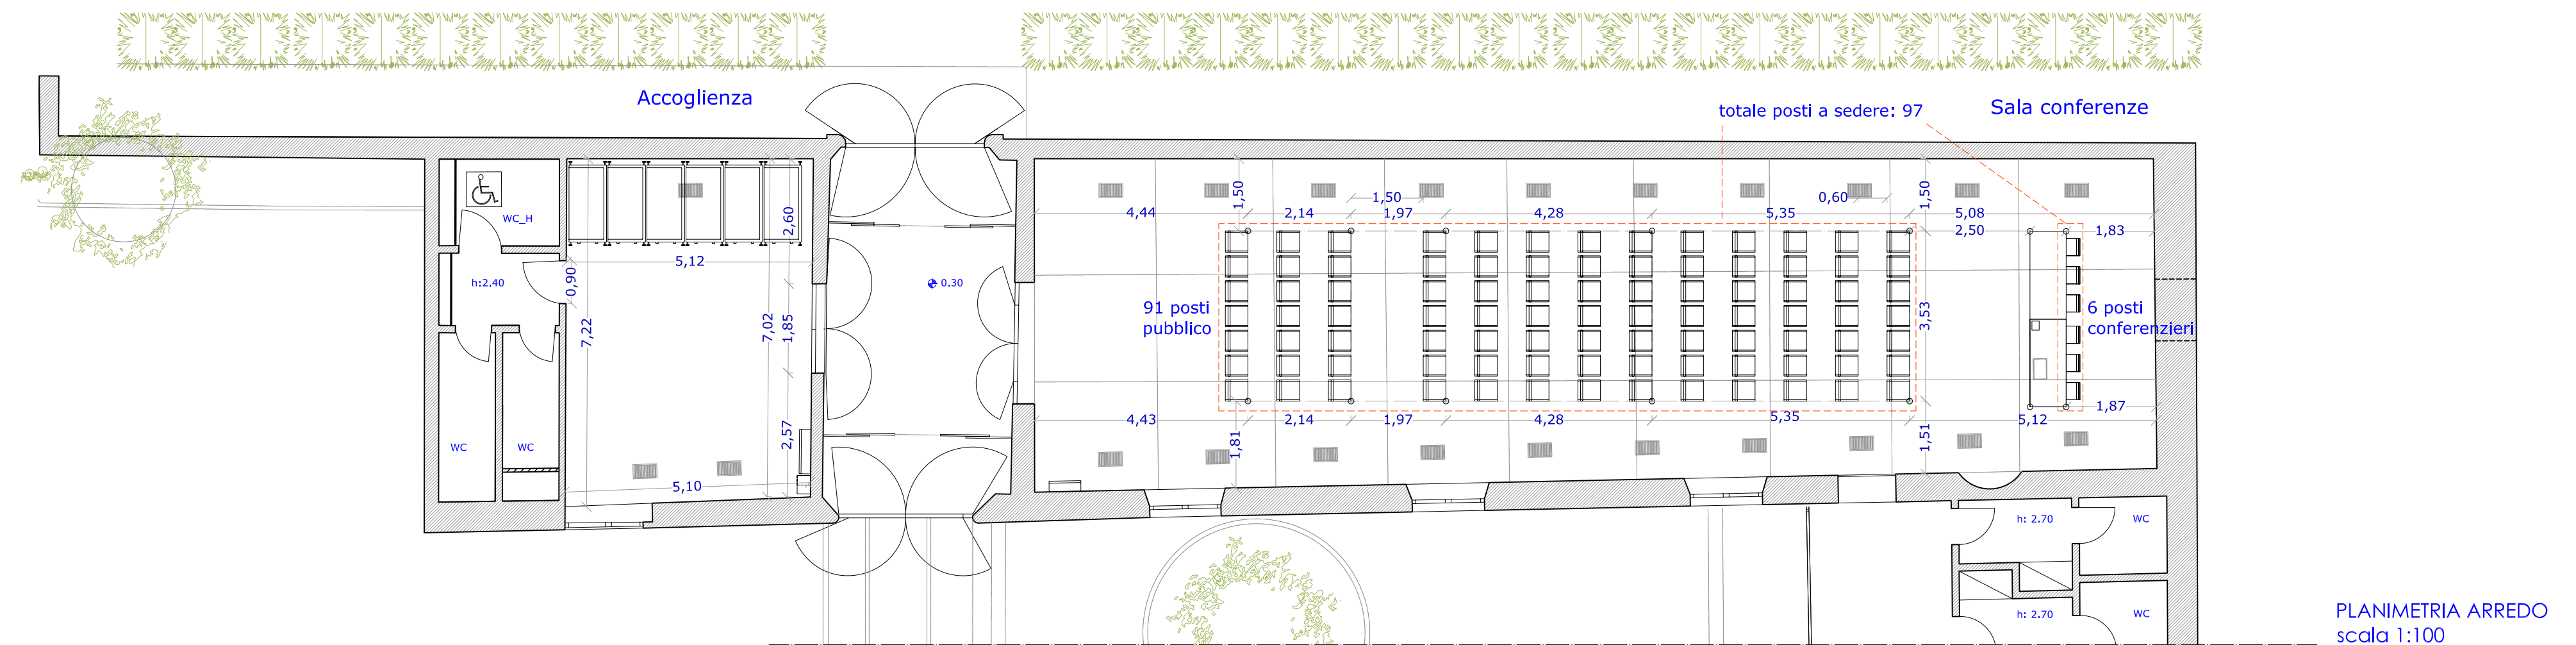 Accoglienza
totale posti a sedere: 97
Sala conferenze
WC_H
h:2.40
WC
WC
5,12
0,90
7,22
7,02
2,60
1,85
2,57
5,10
0.30
4,44
1,50
2,14
1,50
1,97
4,28
5,35
0,60
1,50
5,08
2,50
1,83
91 posti
pubblico
3,53
6 posti
conferenzieri
4,43
1,81
2,14
1,97
4,28
5,35
1,51
5,12
1,87
h: 2.70
WC
h: 2.70
WC
PLANIMETRIA ARREDO
scala 1:100